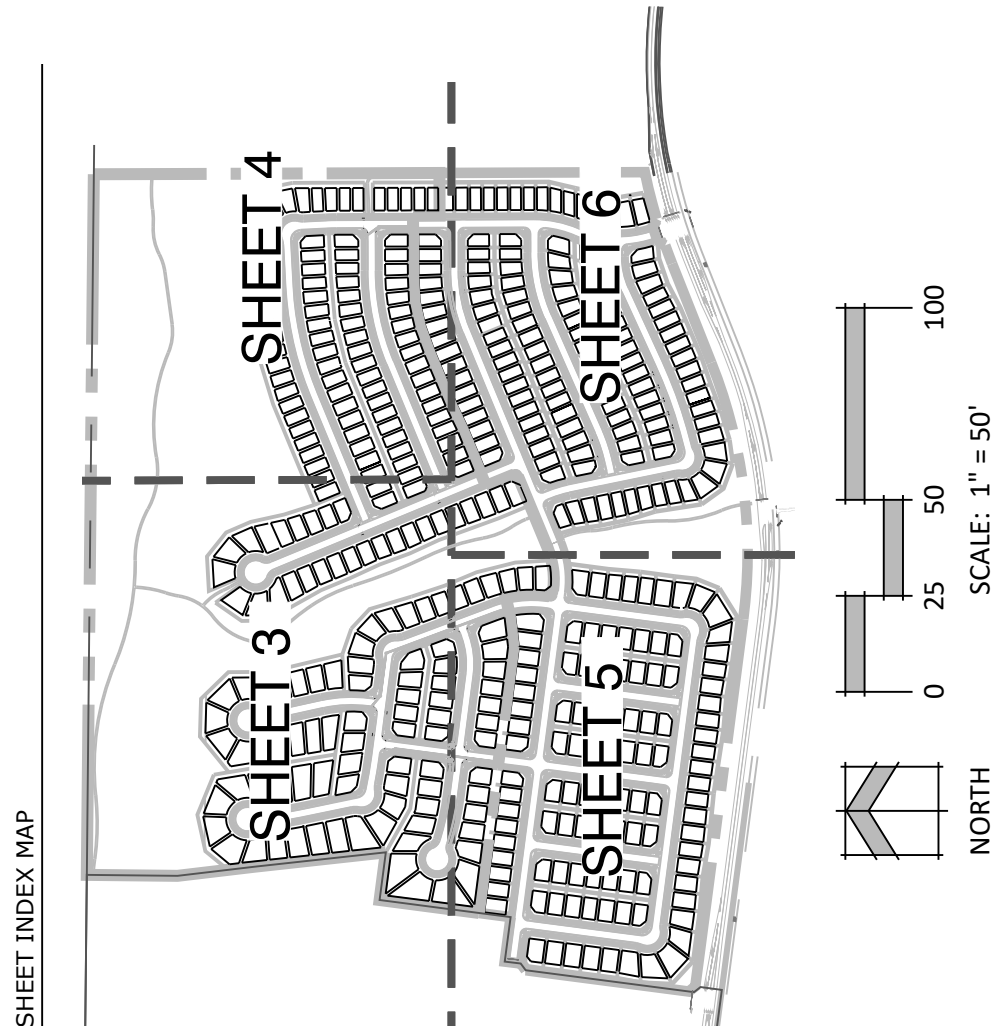 SHEET INDEX MAP
SHEET 3
SHEET 4
SHEET 5
SHEET 6
NORTH
0
25
50
100
SCALE: 1" = 50'